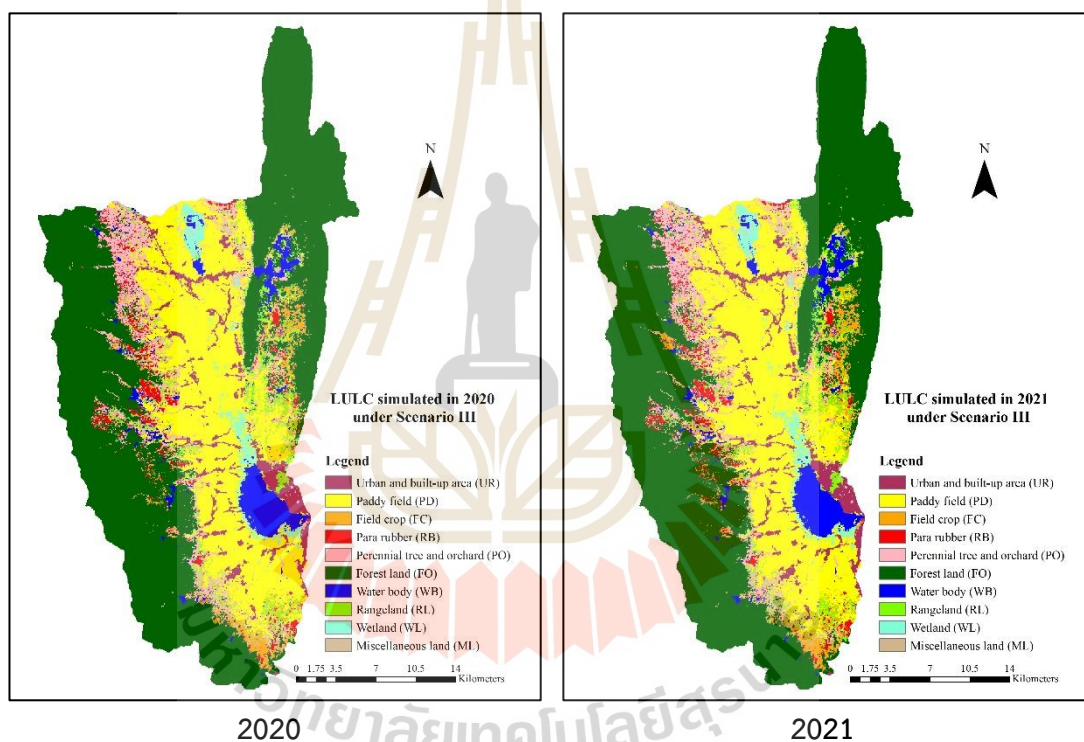 N
LULC simulated in 2020
under Scenario III
Legend
Urban and built-up area (UR)
Paddy field (PD)
Field crop (FC)
Para rubber (RB)
Perennial tree and orchard (PO)
Forest land (FO)
Water body (WB)
Rangeland (RL)
Wetland (WL)
Miscellaneous land (ML)
0 1.75 3.5 7 10.5 14
Kilometers
2020
N
LULC simulated in 2021
under Scenario III
Legend
Urban and built-up area (UR)
Paddy field (PD)
Field crop (FC)
Para rubber (RB)
Perennial tree and orchard (PO)
Forest land (FO)
Water body (WB)
Rangeland (RL)
Wetland (WL)
Miscellaneous land (ML)
0 1.75 3.5 7 10.5 14
Kilometers
2021